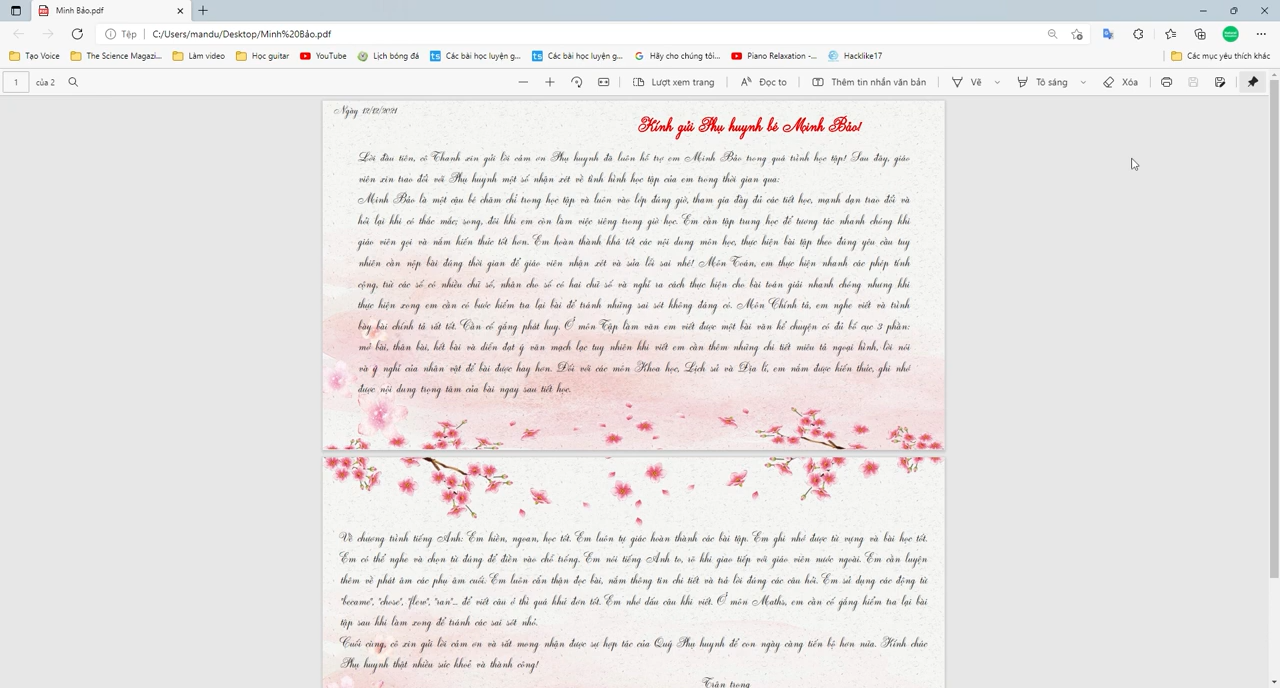 Minh Bảo.pdf
Tệp | C:/Users/mandu/Desktop/Minh%20Bảo.pdf
Tạo Voice The Science Magazi... Làm video Học guitar YouTube Lịch bóng đá Các bài học luyện g... Các bài học luyện g... Hãy cho chúng tôi... Piano Relaxation -... Hacklike17 Các mục yêu thích khác
1 của 2 Lượt xem trang Đọc to Thêm tin nhắn văn bản Vẽ Tô sáng Xóa
Ngày 12/12/2021
Kính gửi Phụ huynh bé Minh Bảo!
Lời đầu tiên, cô Thanh xin gửi lời cảm ơn Phụ huynh đã luôn hỗ trợ em Minh Bảo trong quá trình học tập! Sau đây, giáo
viên xin trao đổi với Phụ huynh một số nhận xét về tình hình học tập của em trong thời gian qua:
Minh Bảo là một cậu bé chăm chỉ trong học tập và luôn vào lớp đúng giờ, tham gia đầy đủ các tiết học, mạnh dạn trao đổi và
hỏi lại khi có thắc mắc; song, đôi khi em còn làm việc riêng trong giờ học. Em cần tập trung học để tương tác nhanh chóng khi
giáo viên gọi và nắm kiến thức tốt hơn. Em hoàn thành khá tốt các nội dung môn học, thực hiện bài tập theo đúng yêu cầu tuy
nhiên cần nộp bài đúng thời gian để giáo viên nhận xét và sửa lỗi sai nhé! Môn Toán, em thực hiện nhanh các phép tính
cộng, trừ các số có nhiều chữ số, nhân cho số có hai chữ số và nghĩ ra cách thực hiện cho bài toán giải nhanh chóng nhưng khi
thực hiện xong em cần có bước kiểm tra lại bài để tránh những sai sót không đáng có. Môn Chính tả, em nghe viết và trình
bày bài chính tả rất tốt. Cần cố gắng phát huy. Ở môn Tập làm văn em viết được một bài văn kể chuyện có đủ bố cục 3 phần:
mở bài, thân bài, kết bài và diễn đạt ý văn mạch lạc tuy nhiên khi viết em cần thêm những chi tiết miêu tả ngoại hình, lời nói
và ý nghĩ của nhân vật để bài được hay hơn. Đối với các môn Khoa học, Lịch sử và Địa lí, em nắm được kiến thức, ghi nhớ
được nội dung trọng tâm của bài ngay sau tiết học.
Về chương trình tiếng Anh: Em hiền, ngoan, học tốt. Em luôn tự giác hoàn thành các bài tập. Em ghi nhớ được từ vựng và bài học tốt.
Em có thể nghe và chọn từ đúng để điền vào chỗ trống. Em nói tiếng Anh to, rõ khi giao tiếp với giáo viên nước ngoài. Em cần luyện
thêm về phát âm các phụ âm cuối. Em luôn cẩn thận đọc bài, nắm thông tin chi tiết và trả lời đúng các câu hỏi. Em sử dụng các động từ
"became", "chose", "flew", "ran"... để viết câu ở thì quá khứ đơn tốt. Em nhớ dấu câu khi viết. Ở môn Maths, em cần cố gắng kiểm tra lại bài
tập sau khi làm xong để tránh các sai sót nhỏ.
Cuối cùng, cô xin gửi lời cảm ơn và rất mong nhận được sự hợp tác của Quý Phụ huynh để con ngày càng tiến bộ hơn nữa. Kính chúc
Phụ huynh thật nhiều sức khoẻ và thành công!
Trân trọng